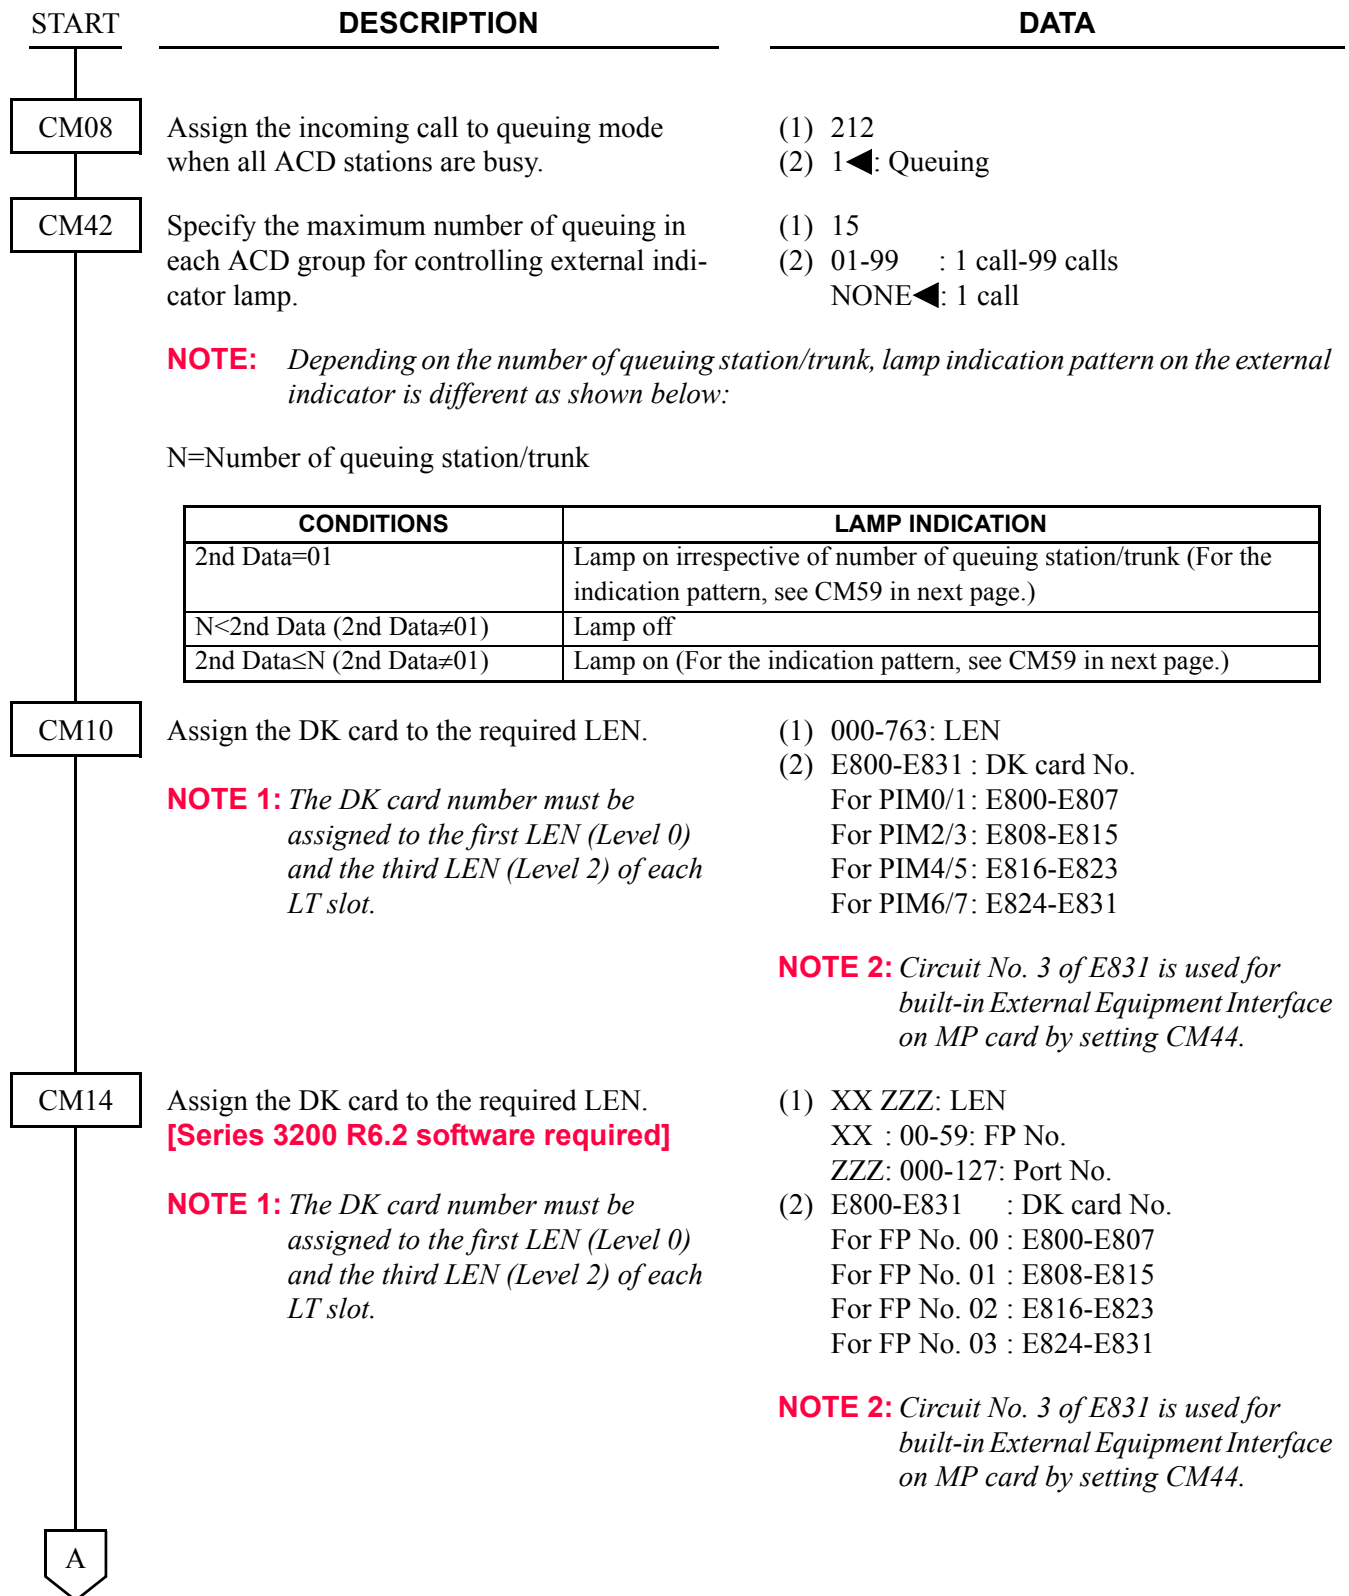 START DESCRIPTION DATA
CM08
Assign the incoming call to queuing mode
when all ACD stations are busy.
(1) 212
(2) 1◀: Queuing
CM42
Specify the maximum number of queuing in
each ACD group for controlling external indi-
cator lamp.
(1) 15
(2) 01-99 : 1 call-99 calls
NONE◀: 1 call
NOTE: Depending on the number of queuing station/trunk, lamp indication pattern on the external
indicator is different as shown below:
N=Number of queuing station/trunk
CONDITIONS LAMP INDICATION
2nd Data=01 Lamp on irrespective of number of queuing station/trunk (For the
indication pattern, see CM59 in next page.)
N<2nd Data (2nd Data≠01) Lamp off
2nd Data≤N (2nd Data≠01) Lamp on (For the indication pattern, see CM59 in next page.)
CM10
Assign the DK card to the required LEN.
NOTE 1: The DK card number must be
assigned to the first LEN (Level 0)
and the third LEN (Level 2) of each
LT slot.
(1) 000-763: LEN
(2) E800-E831 : DK card No.
For PIM0/1: E800-E807
For PIM2/3: E808-E815
For PIM4/5: E816-E823
For PIM6/7: E824-E831
NOTE 2: Circuit No. 3 of E831 is used for
built-in External Equipment Interface
on MP card by setting CM44.
CM14
Assign the DK card to the required LEN.
[Series 3200 R6.2 software required]
NOTE 1: The DK card number must be
assigned to the first LEN (Level 0)
and the third LEN (Level 2) of each
LT slot.
(1) XX ZZZ: LEN
XX : 00-59: FP No.
ZZZ: 000-127: Port No.
(2) E800-E831 : DK card No.
For FP No. 00 : E800-E807
For FP No. 01 : E808-E815
For FP No. 02 : E816-E823
For FP No. 03 : E824-E831
NOTE 2: Circuit No. 3 of E831 is used for
built-in External Equipment Interface
on MP card by setting CM44.
A